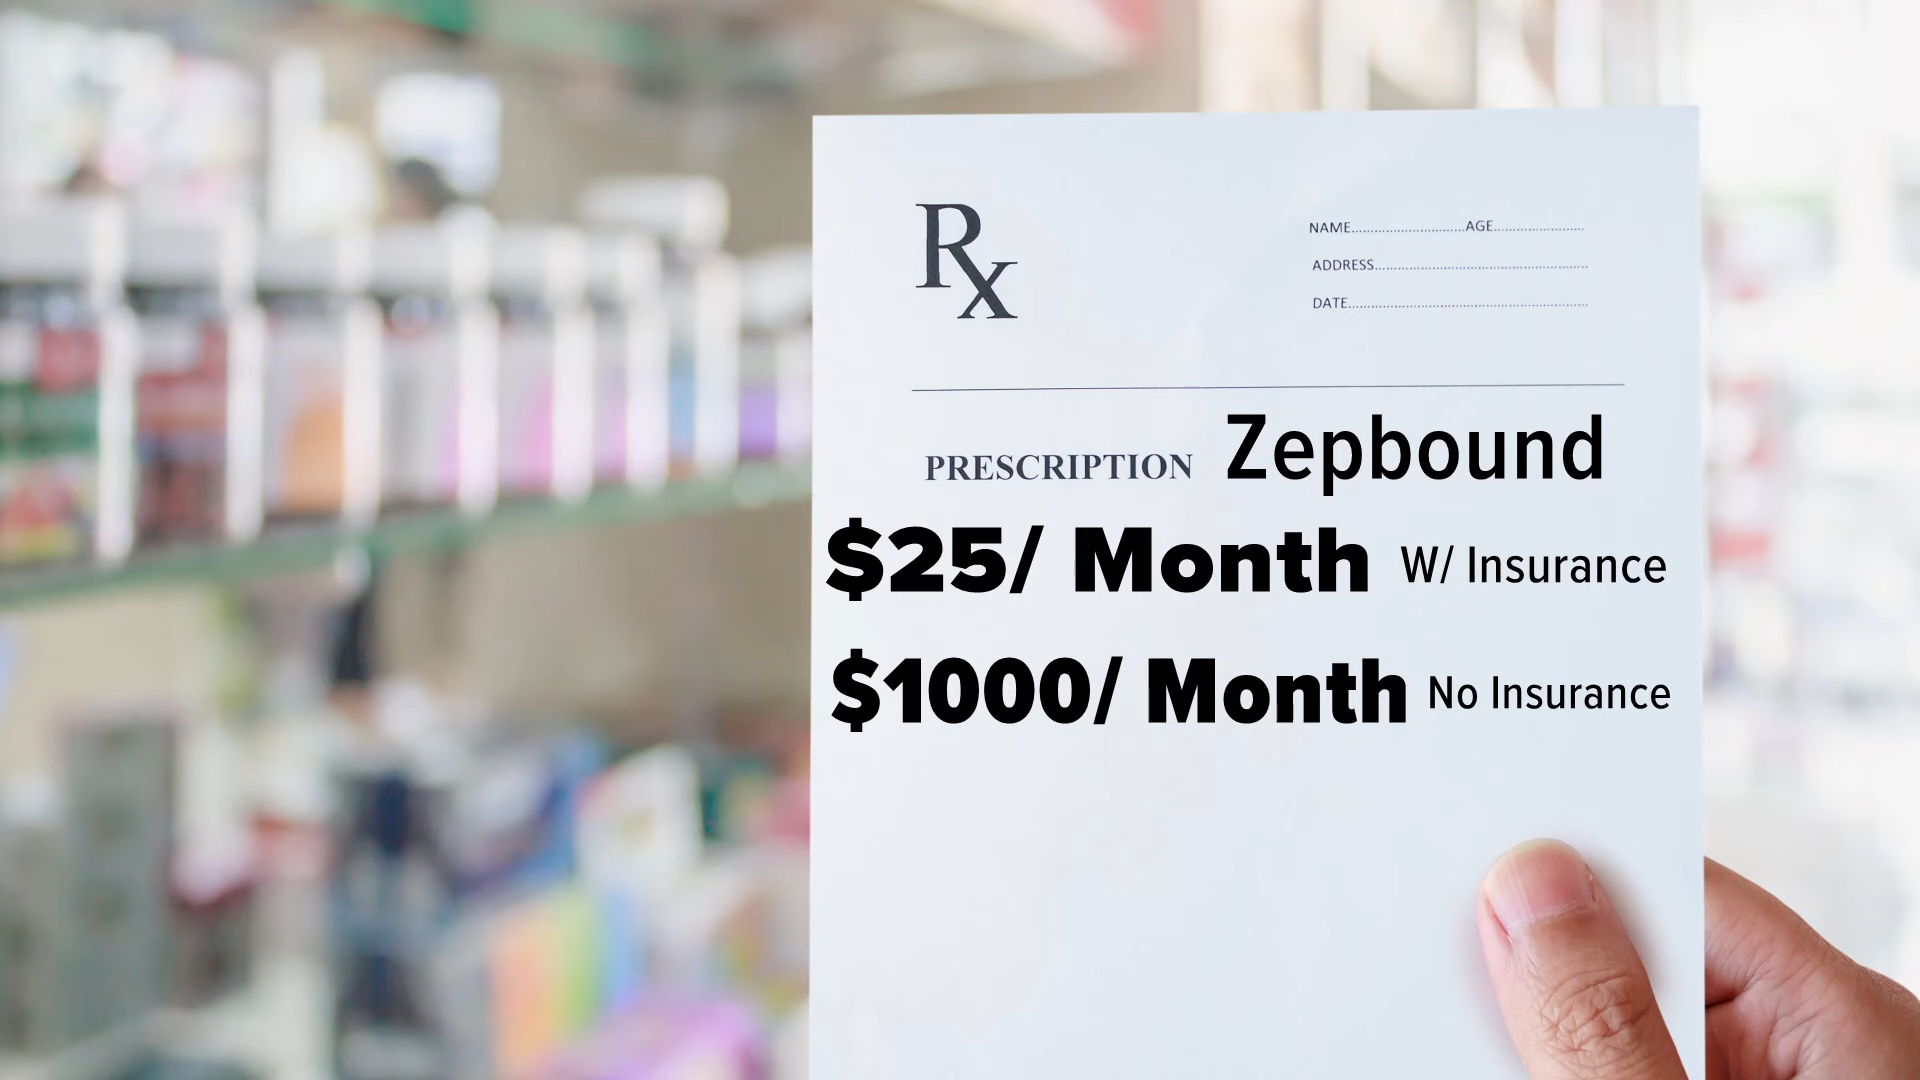 Rx
NAME..............................AGE........................
ADDRESS........................................................
DATE...............................................................
PRESCRIPTION Zepbound
$25/ Month W/ Insurance
$1000/ Month No Insurance